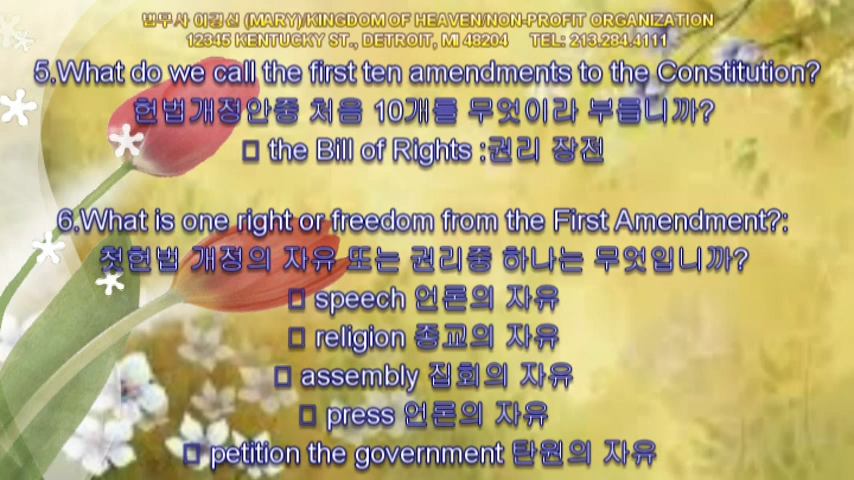 법무사 이경신 (MARY)/KINGDOM OF HEAVEN/NON-PROFIT ORGANIZATION
12345 KENTUCKY ST., DETROIT, MI 48204 TEL: 213.284.4111
5.What do we call the first ten amendments to the Constitution?
헌법개정안중 처음 10개를 무엇이라 부릅니까?
the Bill of Rights :권리 장전
6.What is one right or freedom from the First Amendment?:
첫헌법 개정의 자유 또는 권리중 하나는 무엇입니까?
speech 언론의 자유
religion 종교의 자유
assembly 집회의 자유
press 언론의 자유
petition the government 탄원의 자유